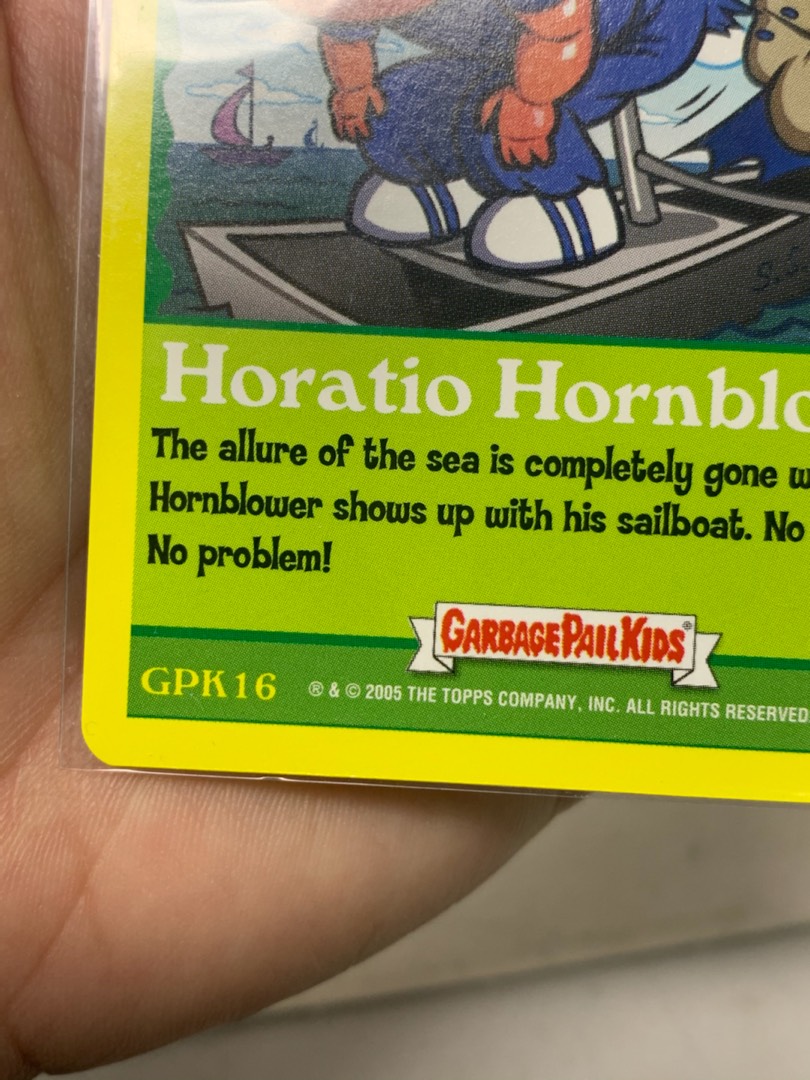 S.S
Horatio Hornblo
The allure of the sea is completely gone w
Hornblower shows up with his sailboat. No
No problem!
GARBAGE PAIL KIDS®
GPK16 ® & © 2005 THE TOPPS COMPANY, INC. ALL RIGHTS RESERVED